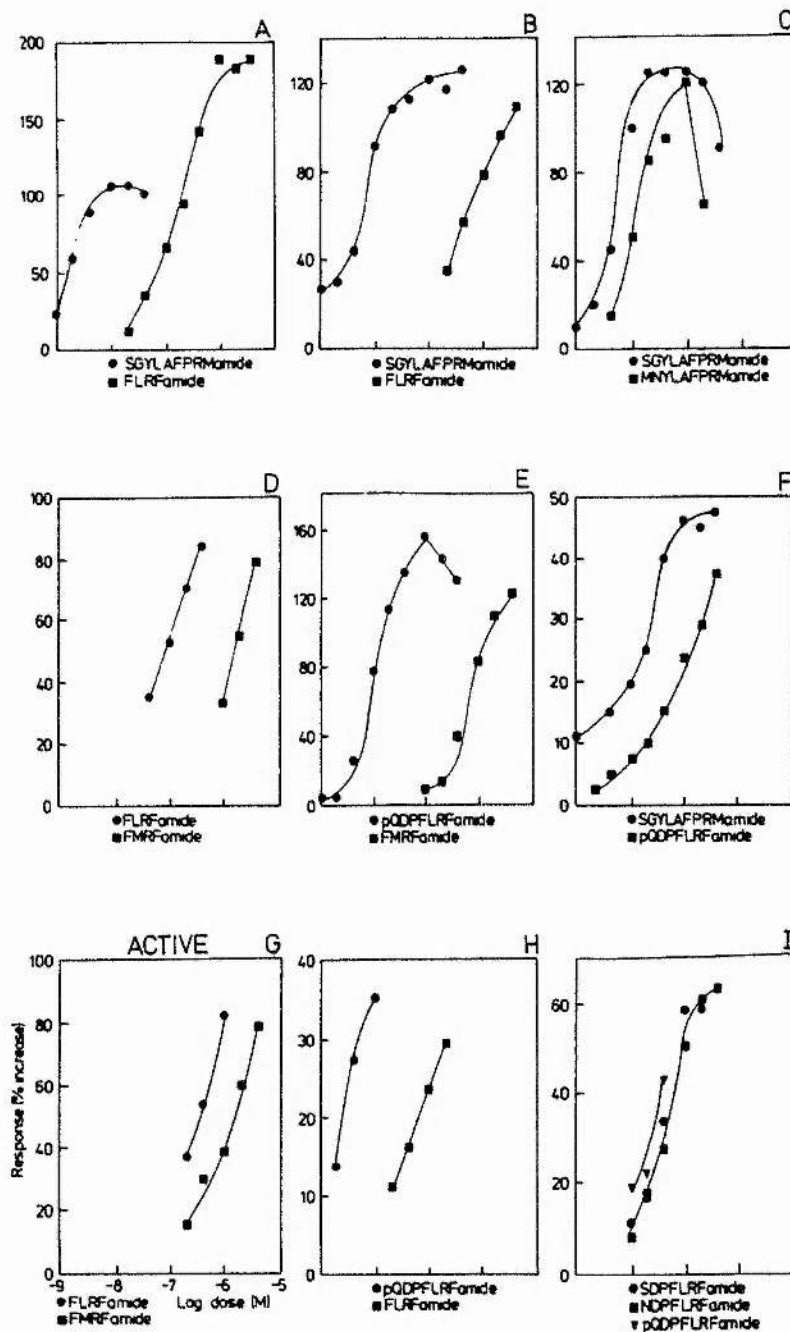 A
B
C
200
150
100
50
0
120
80
40
0
120
80
40
0
● SGYLAFPRMamide
■ FLRFamide
● SGYLAFPRMamide
■ FLRFamide
● SGYLAFPRMamide
■ MNYLAFPRMamide
D
E
F
100
80
60
40
20
0
160
120
80
40
0
50
40
30
20
10
0
● FLRFamide
■ FMRFamide
● pQDPFLRFamide
■ FMRFamide
● SGYLAFPRMamide
■ pQDPFLRFamide
ACTIVE G
H
I
Response (% increase)
100
80
60
40
20
-9 -8 -7 -6 -5
Log dose [M]
● FLRFamide
■ FMRFamide
40
30
20
10
0
● pQDPFLRFamide
■ FLRFamide
60
40
20
0
● SDPFLRFamide
■ NDPFLRFamide
▼ pQDPFLRFamide